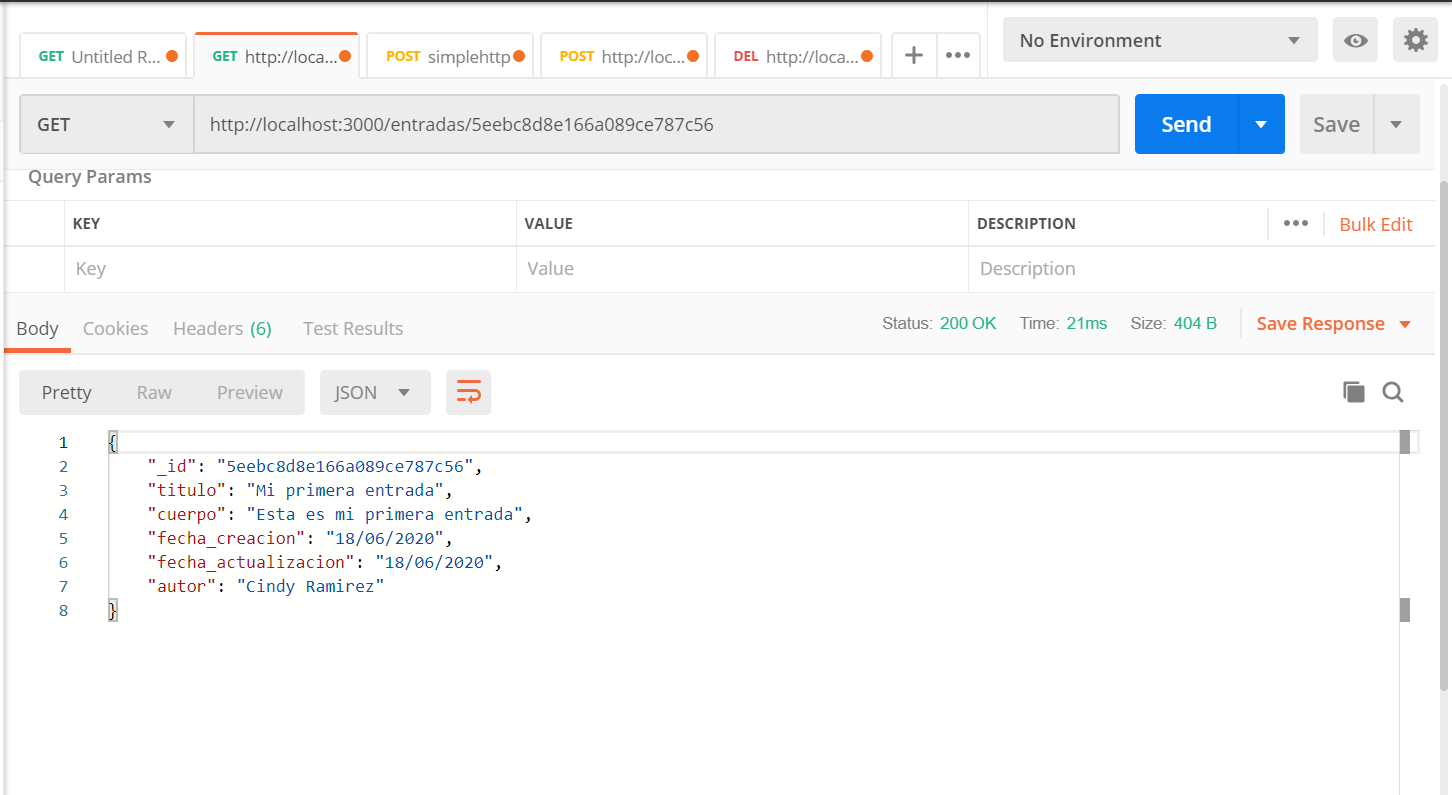 GET Untitled R... GET http://loca... POST simplehttp POST http://loc... DEL http://loca... + ••• No Environment
GET http://localhost:3000/entradas/5eebc8d8e166a089ce787c56 Send Save
Query Params
KEY VALUE DESCRIPTION ••• Bulk Edit
Key Value Description
Body Cookies Headers (6) Test Results Status: 200 OK Time: 21ms Size: 404 B Save Response
Pretty Raw Preview JSON
1 {
2 "_id": "5eebc8d8e166a089ce787c56",
3 "titulo": "Mi primera entrada",
4 "cuerpo": "Esta es mi primera entrada",
5 "fecha_creacion": "18/06/2020",
6 "fecha_actualizacion": "18/06/2020",
7 "autor": "Cindy Ramirez"
8 }